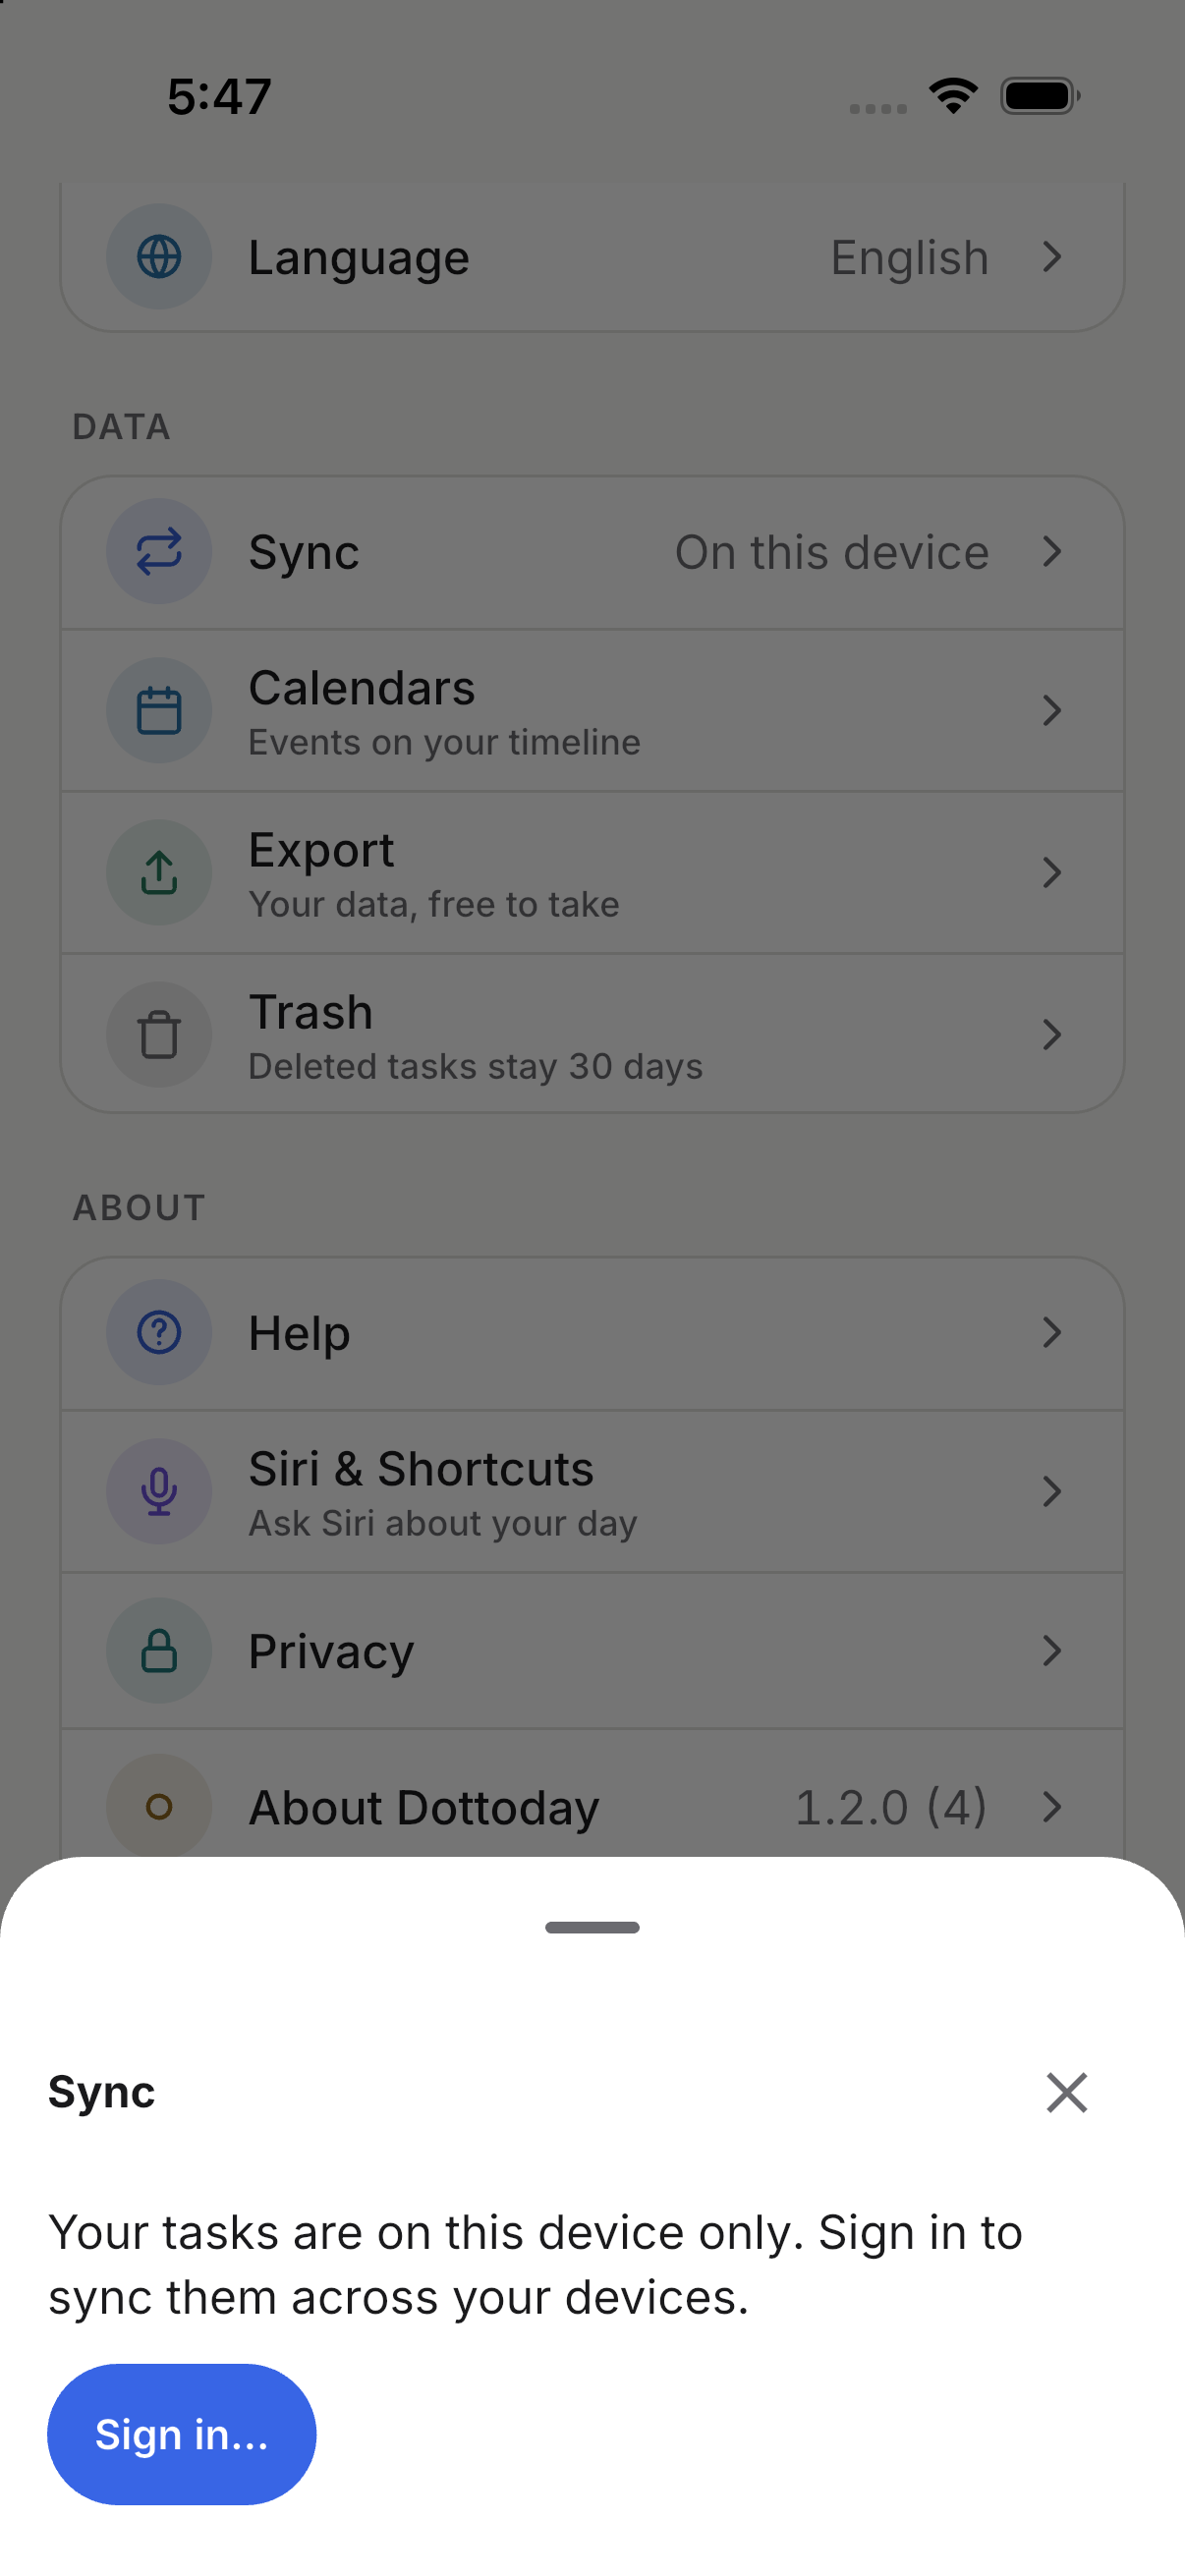 5:47
Language English
DATA
Sync On this device
Calendars
Events on your timeline
Export
Your data, free to take
Trash
Deleted tasks stay 30 days
ABOUT
Help
Siri & Shortcuts
Ask Siri about your day
Privacy
About Dottoday 1.2.0 (4)
Sync
Your tasks are on this device only. Sign in to
sync them across your devices.
Sign in...